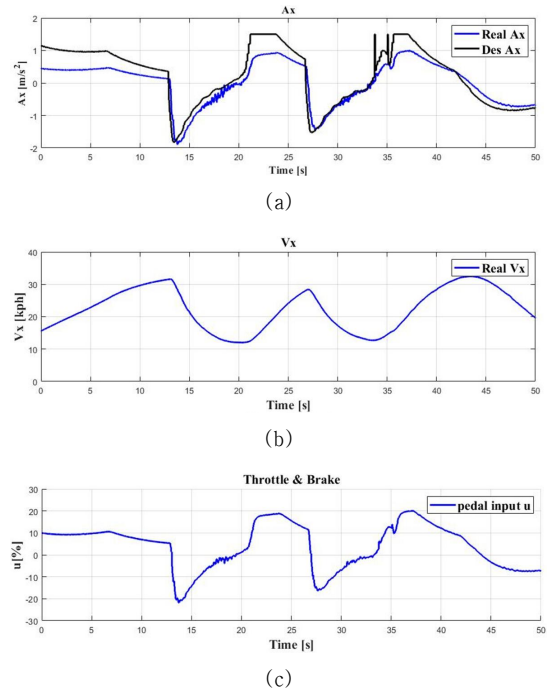 Ax
Real Ax
Des Ax
Ax [m/s²]
2
1
0
-1
-2
0 5 10 15 20 25 30 35 40 45 50
Time [s]
(a)
Vx
Real Vx
Vx [kph]
40
30
20
10
0
0 5 10 15 20 25 30 35 40 45 50
Time [s]
(b)
Throttle & Brake
pedal input u
u[%]
30
20
10
0
-10
-20
-30
0 5 10 15 20 25 30 35 40 45 50
Time [s]
(c)